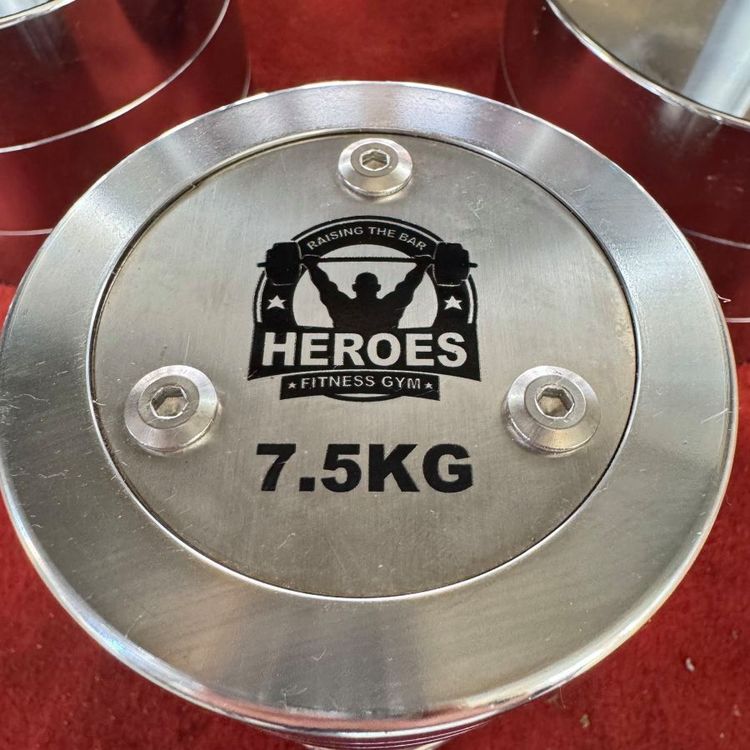 RAISING THE BAR
HEROES
FITNESS GYM
7.5KG